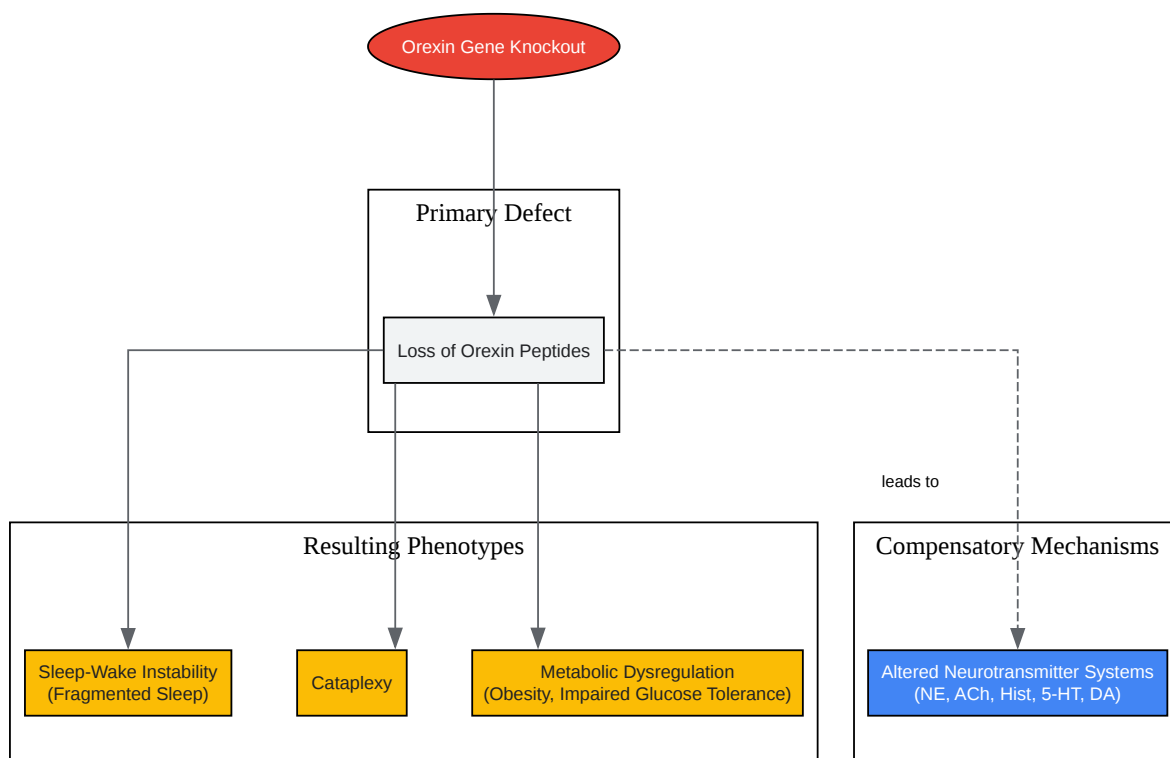 Orexin Gene Knockout
Primary Defect
Loss of Orexin Peptides
leads to
Resulting Phenotypes
Compensatory Mechanisms
Sleep-Wake Instability
(Fragmented Sleep)
Cataplexy
Metabolic Dysregulation
(Obesity, Impaired Glucose Tolerance)
Altered Neurotransmitter Systems
(NE, ACh, Hist, 5-HT, DA)